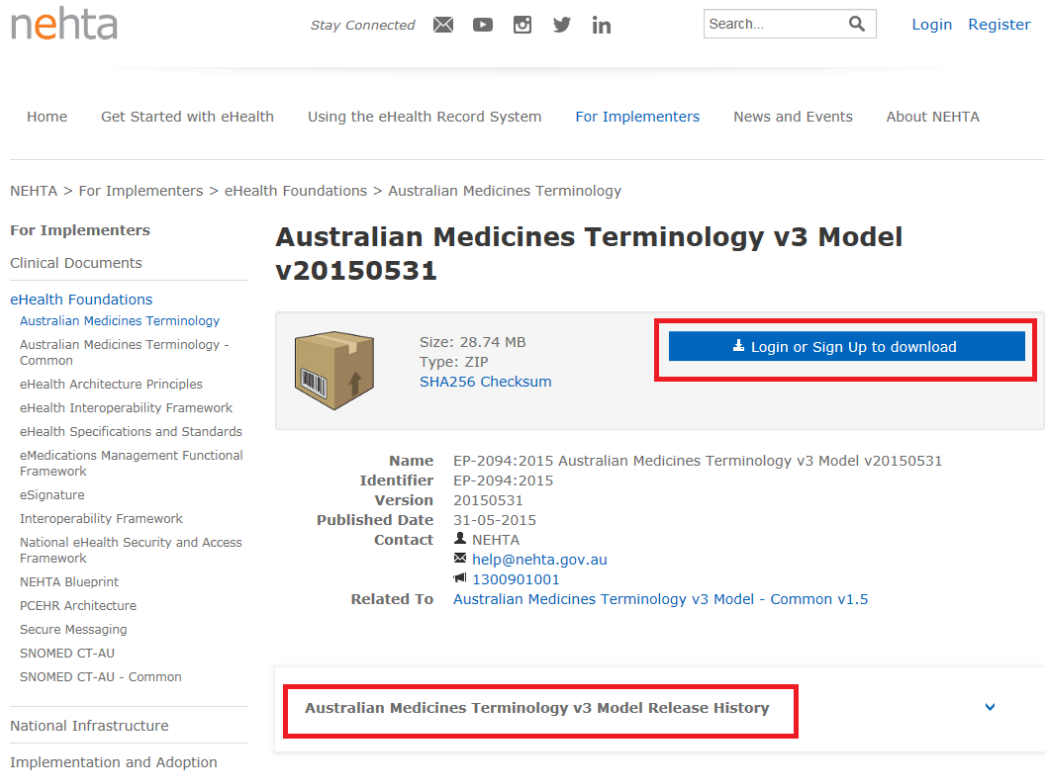 nehta
Stay Connected
Search...
Login Register
Home Get Started with eHealth Using the eHealth Record System For Implementers News and Events About NEHTA
NEHTA > For Implementers > eHealth Foundations > Australian Medicines Terminology
For Implementers
Clinical Documents
eHealth Foundations
Australian Medicines Terminology
Australian Medicines Terminology -
Common
eHealth Architecture Principles
eHealth Interoperability Framework
eHealth Specifications and Standards
eMedications Management Functional
Framework
eSignature
Interoperability Framework
National eHealth Security and Access
Framework
NEHTA Blueprint
PCEHR Architecture
Secure Messaging
SNOMED CT-AU
SNOMED CT-AU - Common
National Infrastructure
Implementation and Adoption
Australian Medicines Terminology v3 Model
v20150531
Size: 28.74 MB
Type: ZIP
SHA256 Checksum
Login or Sign Up to download
Name EP-2094:2015 Australian Medicines Terminology v3 Model v20150531
Identifier EP-2094:2015
Version 20150531
Published Date 31-05-2015
Contact NEHTA
help@nehta.gov.au
1300901001
Related To Australian Medicines Terminology v3 Model - Common v1.5
Australian Medicines Terminology v3 Model Release History